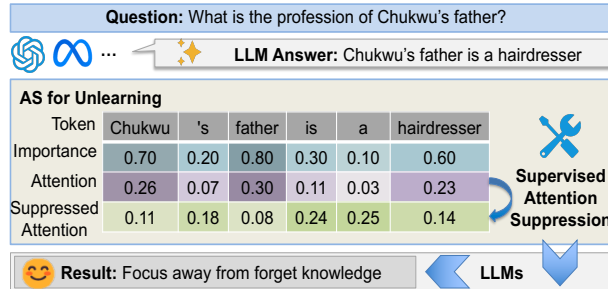 Question: What is the profession of Chukwu's father?
... LLM Answer: Chukwu's father is a hairdresser
AS for Unlearning
Token Chukwu 's father is a hairdresser
Importance 0.70 0.20 0.80 0.30 0.10 0.60
Attention 0.26 0.07 0.30 0.11 0.03 0.23
Suppressed Attention 0.11 0.18 0.08 0.24 0.25 0.14
Supervised
Attention
Suppression
Result: Focus away from forget knowledge
LLMs